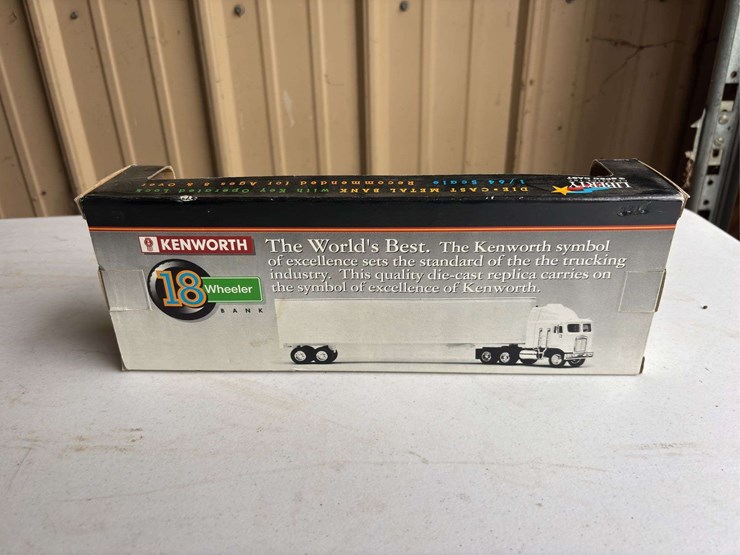 LIBERTY
DIE•CAST METAL BANK with Key Operated Lock
1/64 Scale Recommended for Ages 8 & Over
KENWORTH
18 Wheeler
BANK
The World's Best. The Kenworth symbol
of excellence sets the standard of the the trucking
industry. This quality die-cast replica carries on
the symbol of excellence of Kenworth.